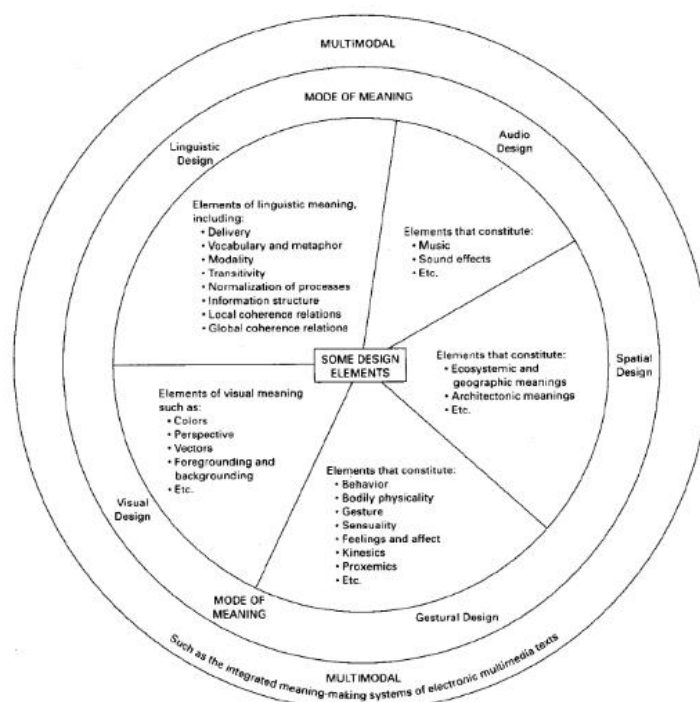 MULTIMODAL
MODE OF MEANING
Linguistic
Design
Audio
Design
Elements of linguistic meaning,
including:
• Delivery
• Vocabulary and metaphor
• Modality
• Transitivity
• Normalization of processes
• Information structure
• Local coherence relations
• Global coherence relations
Elements that constitute:
• Music
• Sound effects
• Etc.
SOME DESIGN
ELEMENTS
Elements that constitute:
• Ecosystemic and
geographic meanings
• Architectonic meanings
• Etc.
Spatial
Design
Elements of visual meaning
such as:
• Colors
• Perspective
• Vectors
• Foregrounding and
backgrounding
• Etc.
Visual
Design
Elements that constitute:
• Behavior
• Bodily physicality
• Gesture
• Sensuality
• Feelings and affect
• Kinesics
• Proxemics
• Etc.
MODE OF
MEANING
Gestural Design
MULTIMODAL
Such as the integrated meaning-making systems of electronic multimedia texts